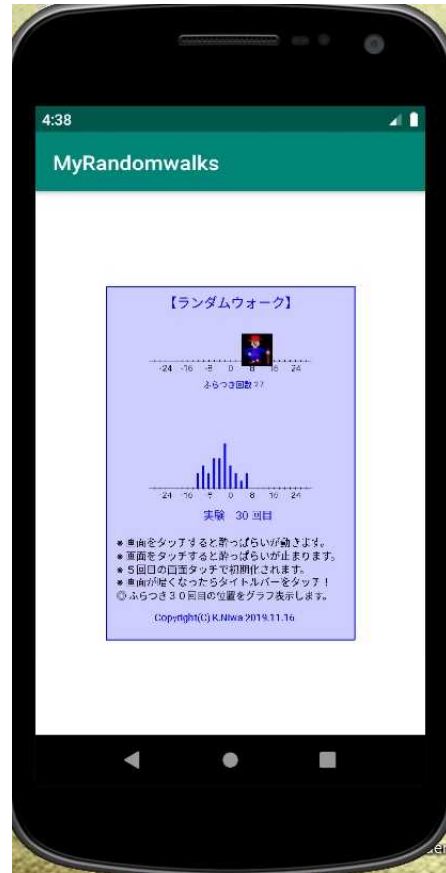 4:38
MyRandomwalks
【ランダムウォーク】
-24 -16 -8 0 8 16 24
ふらつき回数 27
-24 -16 -8 0 8 16 24
実験 30 回目
* 画面をタッチすると酔っぱらいが動きます。
* 画面をタッチすると酔っぱらいが止まります。
* 5回目の画面タッチで初期化されます。
* 画面が暗くなったらタイトルバーをタッチ！
◎ ふらつき３０回目の位置をグラフ表示します。
Copyright(C) K.Niwa 2019.11.16